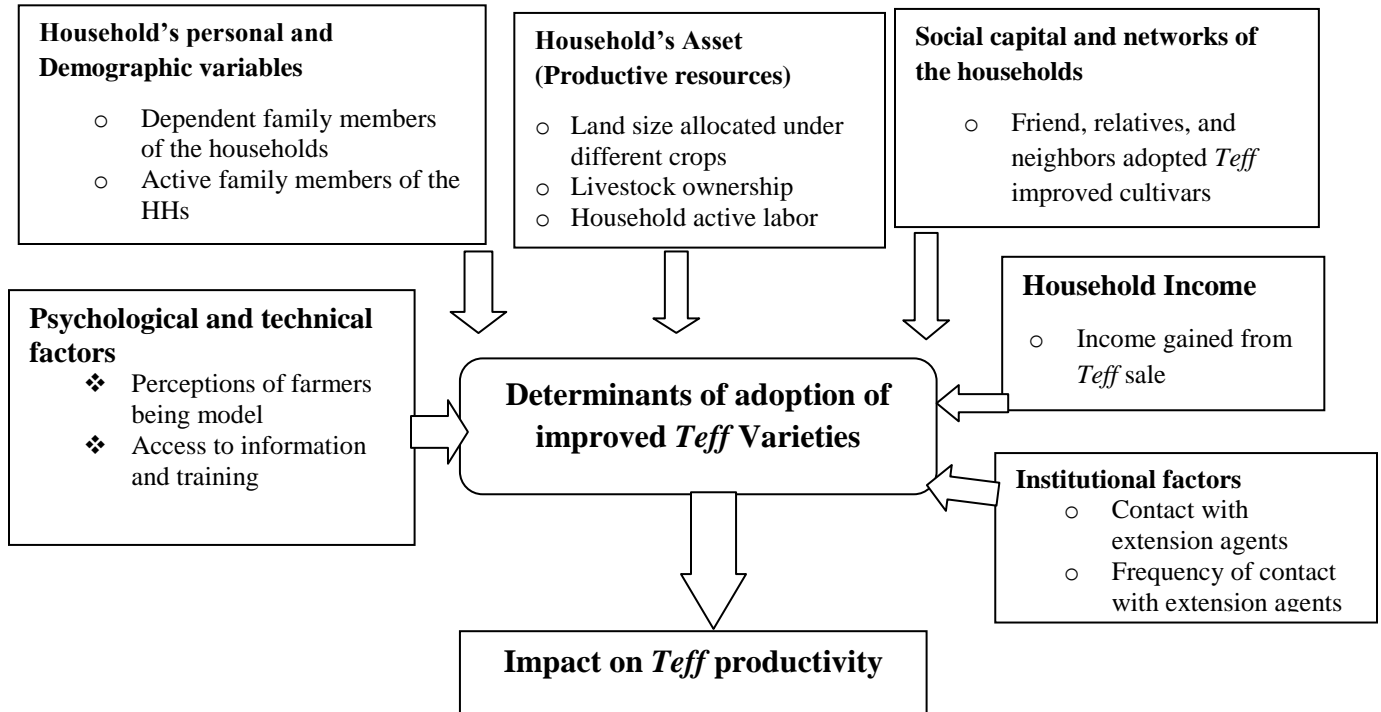 Household's personal and
Demographic variables
o Dependent family members
of the households
o Active family members of the
HHs
Household's Asset
(Productive resources)
o Land size allocated under
different crops
o Livestock ownership
o Household active labor
Social capital and networks of
the households
o Friend, relatives, and
neighbors adopted Teff
improved cultivars
Psychological and technical
factors
❖ Perceptions of farmers
being model
❖ Access to information
and training
Determinants of adoption of
improved Teff Varieties
Household Income
o Income gained from
Teff sale
Institutional factors
o Contact with
extension agents
o Frequency of contact
with extension agents
Impact on Teff productivity